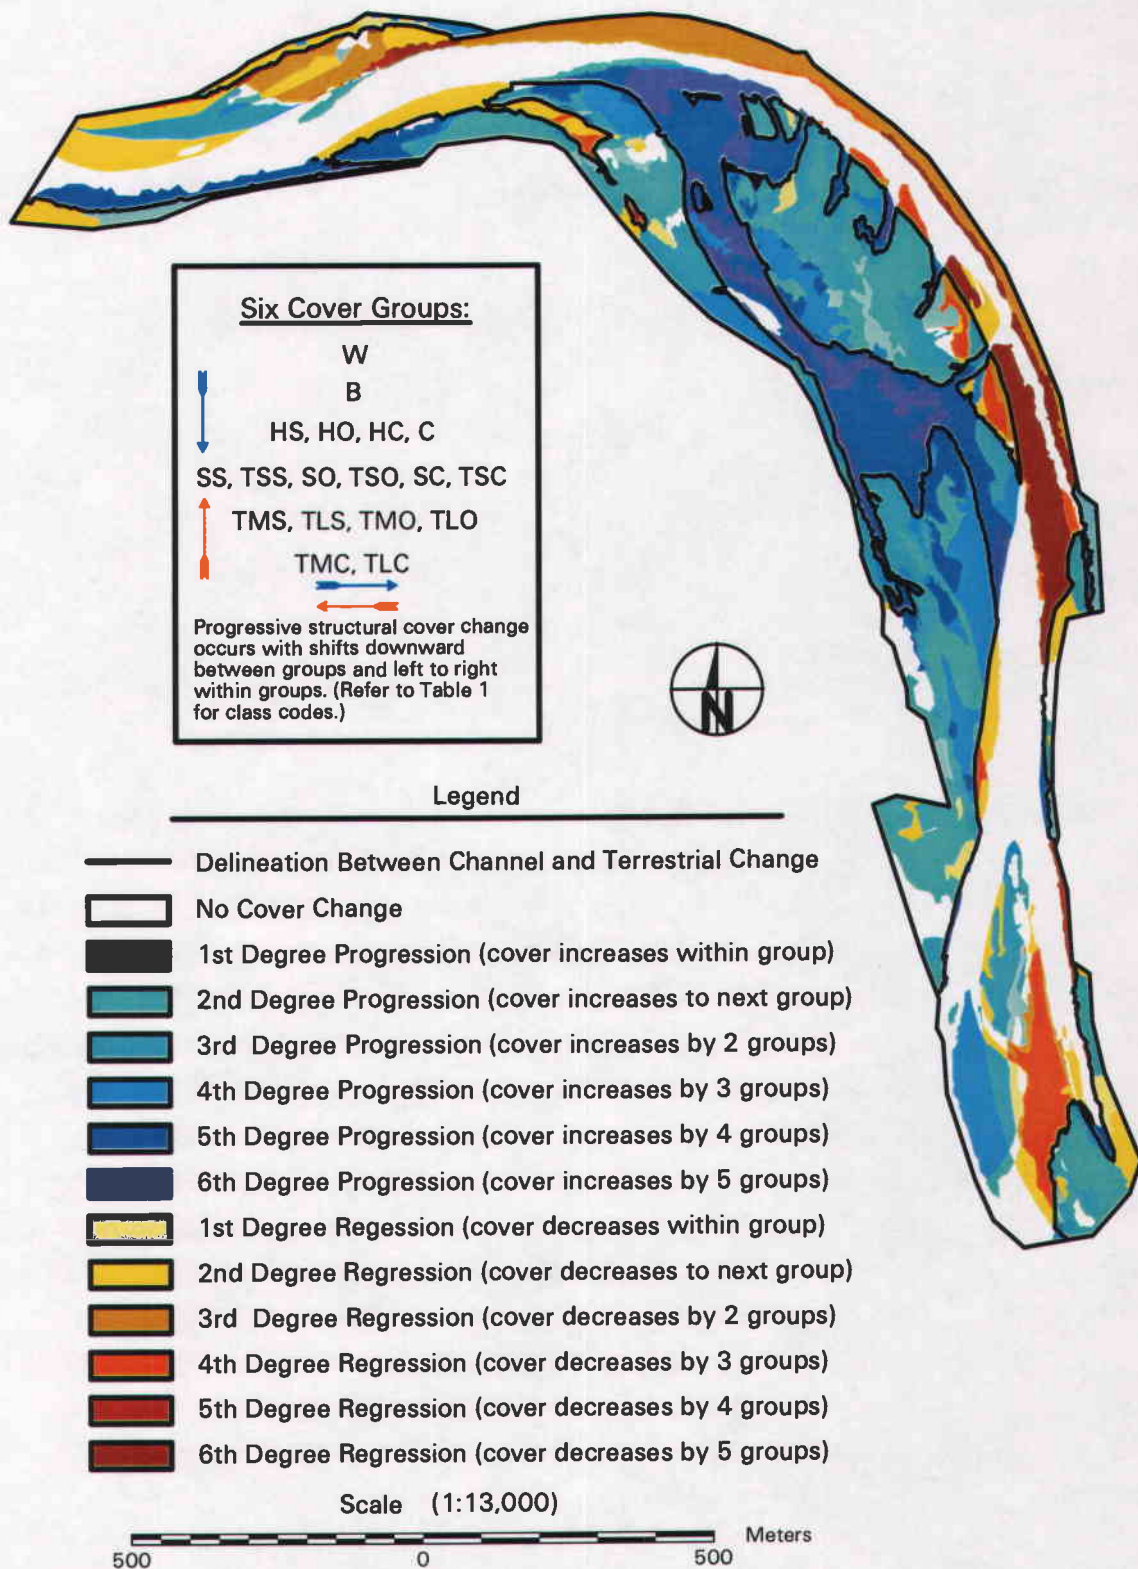 Six Cover Groups:
W
B
HS, HO, HC, C
SS, TSS, SO, TSO, SC, TSC
TMS, TLS, TMO, TLO
TMC, TLC
Progressive structural cover change
occurs with shifts downward
between groups and left to right
within groups. (Refer to Table 1
for class codes.)
N
Legend
Delineation Between Channel and Terrestrial Change
No Cover Change
1st Degree Progression (cover increases within group)
2nd Degree Progression (cover increases to next group)
3rd Degree Progression (cover increases by 2 groups)
4th Degree Progression (cover increases by 3 groups)
5th Degree Progression (cover increases by 4 groups)
6th Degree Progression (cover increases by 5 groups)
1st Degree Regession (cover decreases within group)
2nd Degree Regression (cover decreases to next group)
3rd Degree Regression (cover decreases by 2 groups)
4th Degree Regression (cover decreases by 3 groups)
5th Degree Regression (cover decreases by 4 groups)
6th Degree Regression (cover decreases by 5 groups)
Scale (1:13,000)
Meters
500 0 500